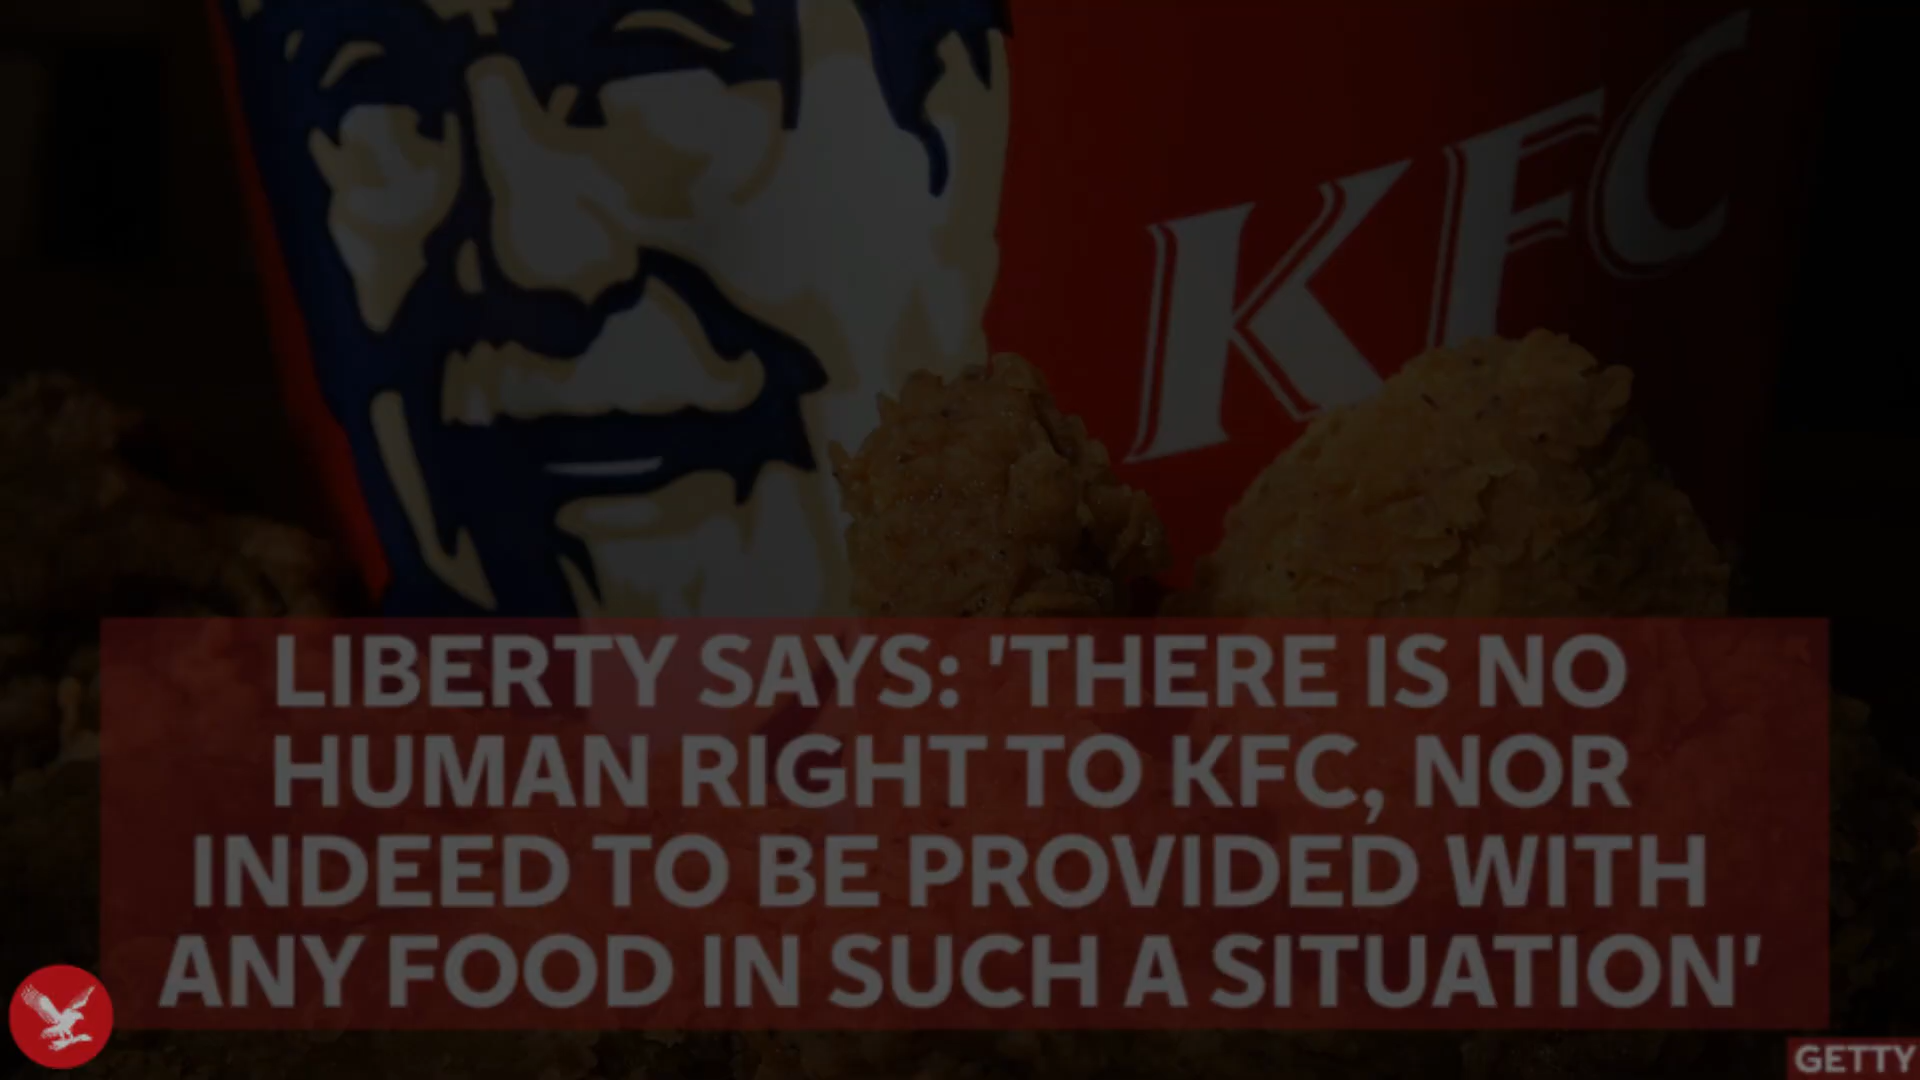 KFC
LIBERTY SAYS: 'THERE IS NO
HUMAN RIGHT TO KFC, NOR
INDEED TO BE PROVIDED WITH
ANY FOOD IN SUCH A SITUATION'
GETTY